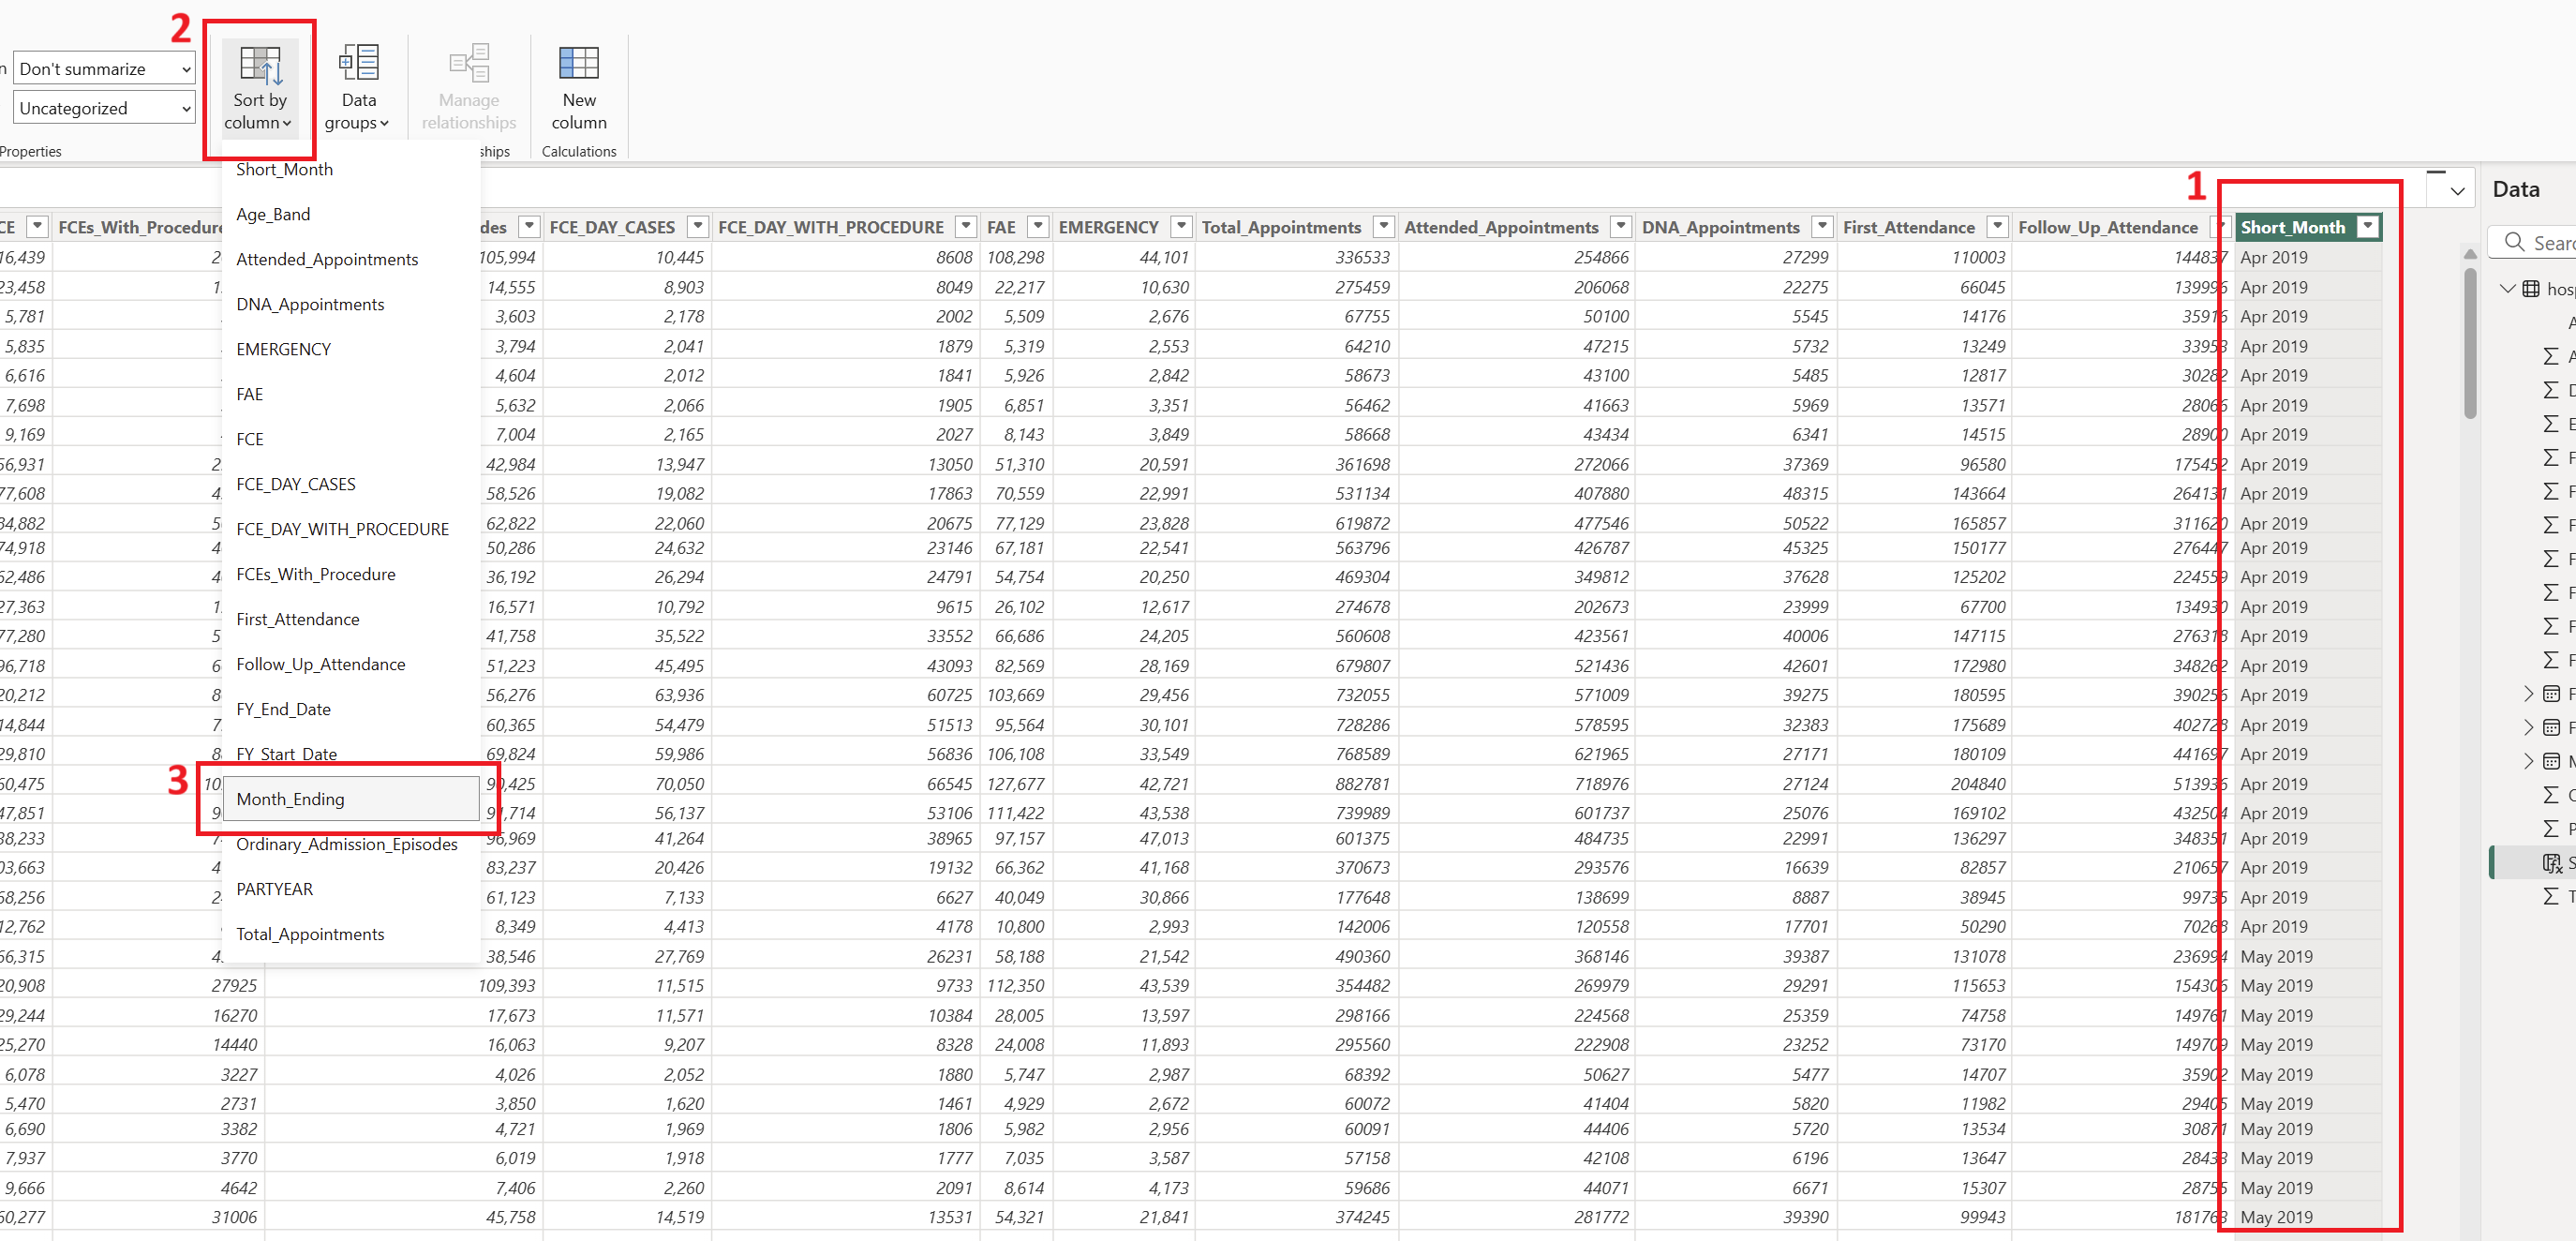 2
n Don't summarize
Uncategorized
Sort by column
Data groups
Manage relationships
New column
Properties
ships
Calculations
1
Data
Short_Month
Age_Band
Attended_Appointments
DNA_Appointments
EMERGENCY
FAE
FCE
FCE_DAY_CASES
FCE_DAY_WITH_PROCEDURE
FCEs_With_Procedure
First_Attendance
Follow_Up_Attendance
FY_End_Date
FY_Start_Date
3
Month_Ending
Ordinary_Admission_Episodes
PARTYEAR
Total_Appointments
CE FCEs_With_Procedure des FCE_DAY_CASES FCE_DAY_WITH_PROCEDURE FAE EMERGENCY Total_Appointments Attended_Appointments DNA_Appointments First_Attendance Follow_Up_Attendance Short_Month
16,439 2 105,994 10,445 8608 108,298 44,101 336533 254866 27299 110003 144837 Apr 2019
23,458 1 14,555 8,903 8049 22,217 10,630 275459 206068 22275 66045 139996 Apr 2019
5,781 3,603 2,178 2002 5,509 2,676 67755 50100 5545 14176 35916 Apr 2019
5,835 3,794 2,041 1879 5,319 2,553 64210 47215 5732 13249 33953 Apr 2019
6,616 4,604 2,012 1841 5,926 2,842 58673 43100 5485 12817 30282 Apr 2019
7,698 5,632 2,066 1905 6,851 3,351 56462 41663 5969 13571 28066 Apr 2019
9,169 7,004 2,165 2027 8,143 3,849 58668 43434 6341 14515 28900 Apr 2019
56,931 2 42,984 13,947 13050 51,310 20,591 361698 272066 37369 96580 175452 Apr 2019
77,608 4 58,526 19,082 17863 70,559 22,991 531134 407880 48315 143664 264131 Apr 2019
84,882 5 62,822 22,060 20675 77,129 23,828 619872 477546 50522 165857 311620 Apr 2019
74,918 4 50,286 24,632 23146 67,181 22,541 563796 426787 45325 150177 276447 Apr 2019
62,486 4 36,192 26,294 24791 54,754 20,250 469304 349812 37628 125202 224559 Apr 2019
27,363 1 16,571 10,792 9615 26,102 12,617 274678 202673 23999 67700 134930 Apr 2019
77,280 5 41,758 35,522 33552 66,686 24,205 560608 423561 40006 147115 276318 Apr 2019
96,718 6 51,223 45,495 43093 82,569 28,169 679807 521436 42601 172980 348262 Apr 2019
20,212 8 56,276 63,936 60725 103,669 29,456 732055 571009 39275 180595 390256 Apr 2019
14,844 7 60,365 54,479 51513 95,564 30,101 728286 578595 32383 175689 402728 Apr 2019
29,810 8 69,824 59,986 56836 106,108 33,549 768589 621965 27171 180109 441697 Apr 2019
60,475 10 90,425 70,050 66545 127,677 42,721 882781 718976 27124 204840 513936 Apr 2019
47,851 9 91,714 56,137 53106 111,422 43,538 739989 601737 25076 169102 432504 Apr 2019
38,233 7 96,969 41,264 38965 97,157 47,013 601375 484735 22991 136297 348351 Apr 2019
03,663 4 83,237 20,426 19132 66,362 41,168 370673 293576 16639 82857 210657 Apr 2019
68,256 2 61,123 7,133 6627 40,049 30,866 177648 138699 8887 38945 99735 Apr 2019
12,762 8,349 4,413 4178 10,800 2,993 142006 120558 17701 50290 70268 Apr 2019
66,315 4 38,546 27,769 26231 58,188 21,542 490360 368146 39387 131078 236994 May 2019
20,908 27925 109,393 11,515 9733 112,350 43,539 354482 269979 29291 115653 154306 May 2019
29,244 16270 17,673 11,571 10384 28,005 13,597 298166 224568 25359 74758 149761 May 2019
25,270 14440 16,063 9,207 8328 24,008 11,893 295560 222908 23252 73170 149709 May 2019
6,078 3227 4,026 2,052 1880 5,747 2,987 68392 50627 5477 14707 35902 May 2019
5,470 2731 3,850 1,620 1461 4,929 2,672 60072 41404 5820 11982 29405 May 2019
6,690 3382 4,721 1,969 1806 5,982 2,956 60091 44406 5720 13534 30871 May 2019
7,937 3770 6,019 1,918 1777 7,035 3,587 57158 42108 6196 13647 28433 May 2019
9,666 4642 7,406 2,260 2091 8,614 4,173 59686 44071 6671 15307 28755 May 2019
60,277 31006 45,758 14,519 13531 54,321 21,841 374245 281772 39390 99943 181768 May 2019
Searc
hosp